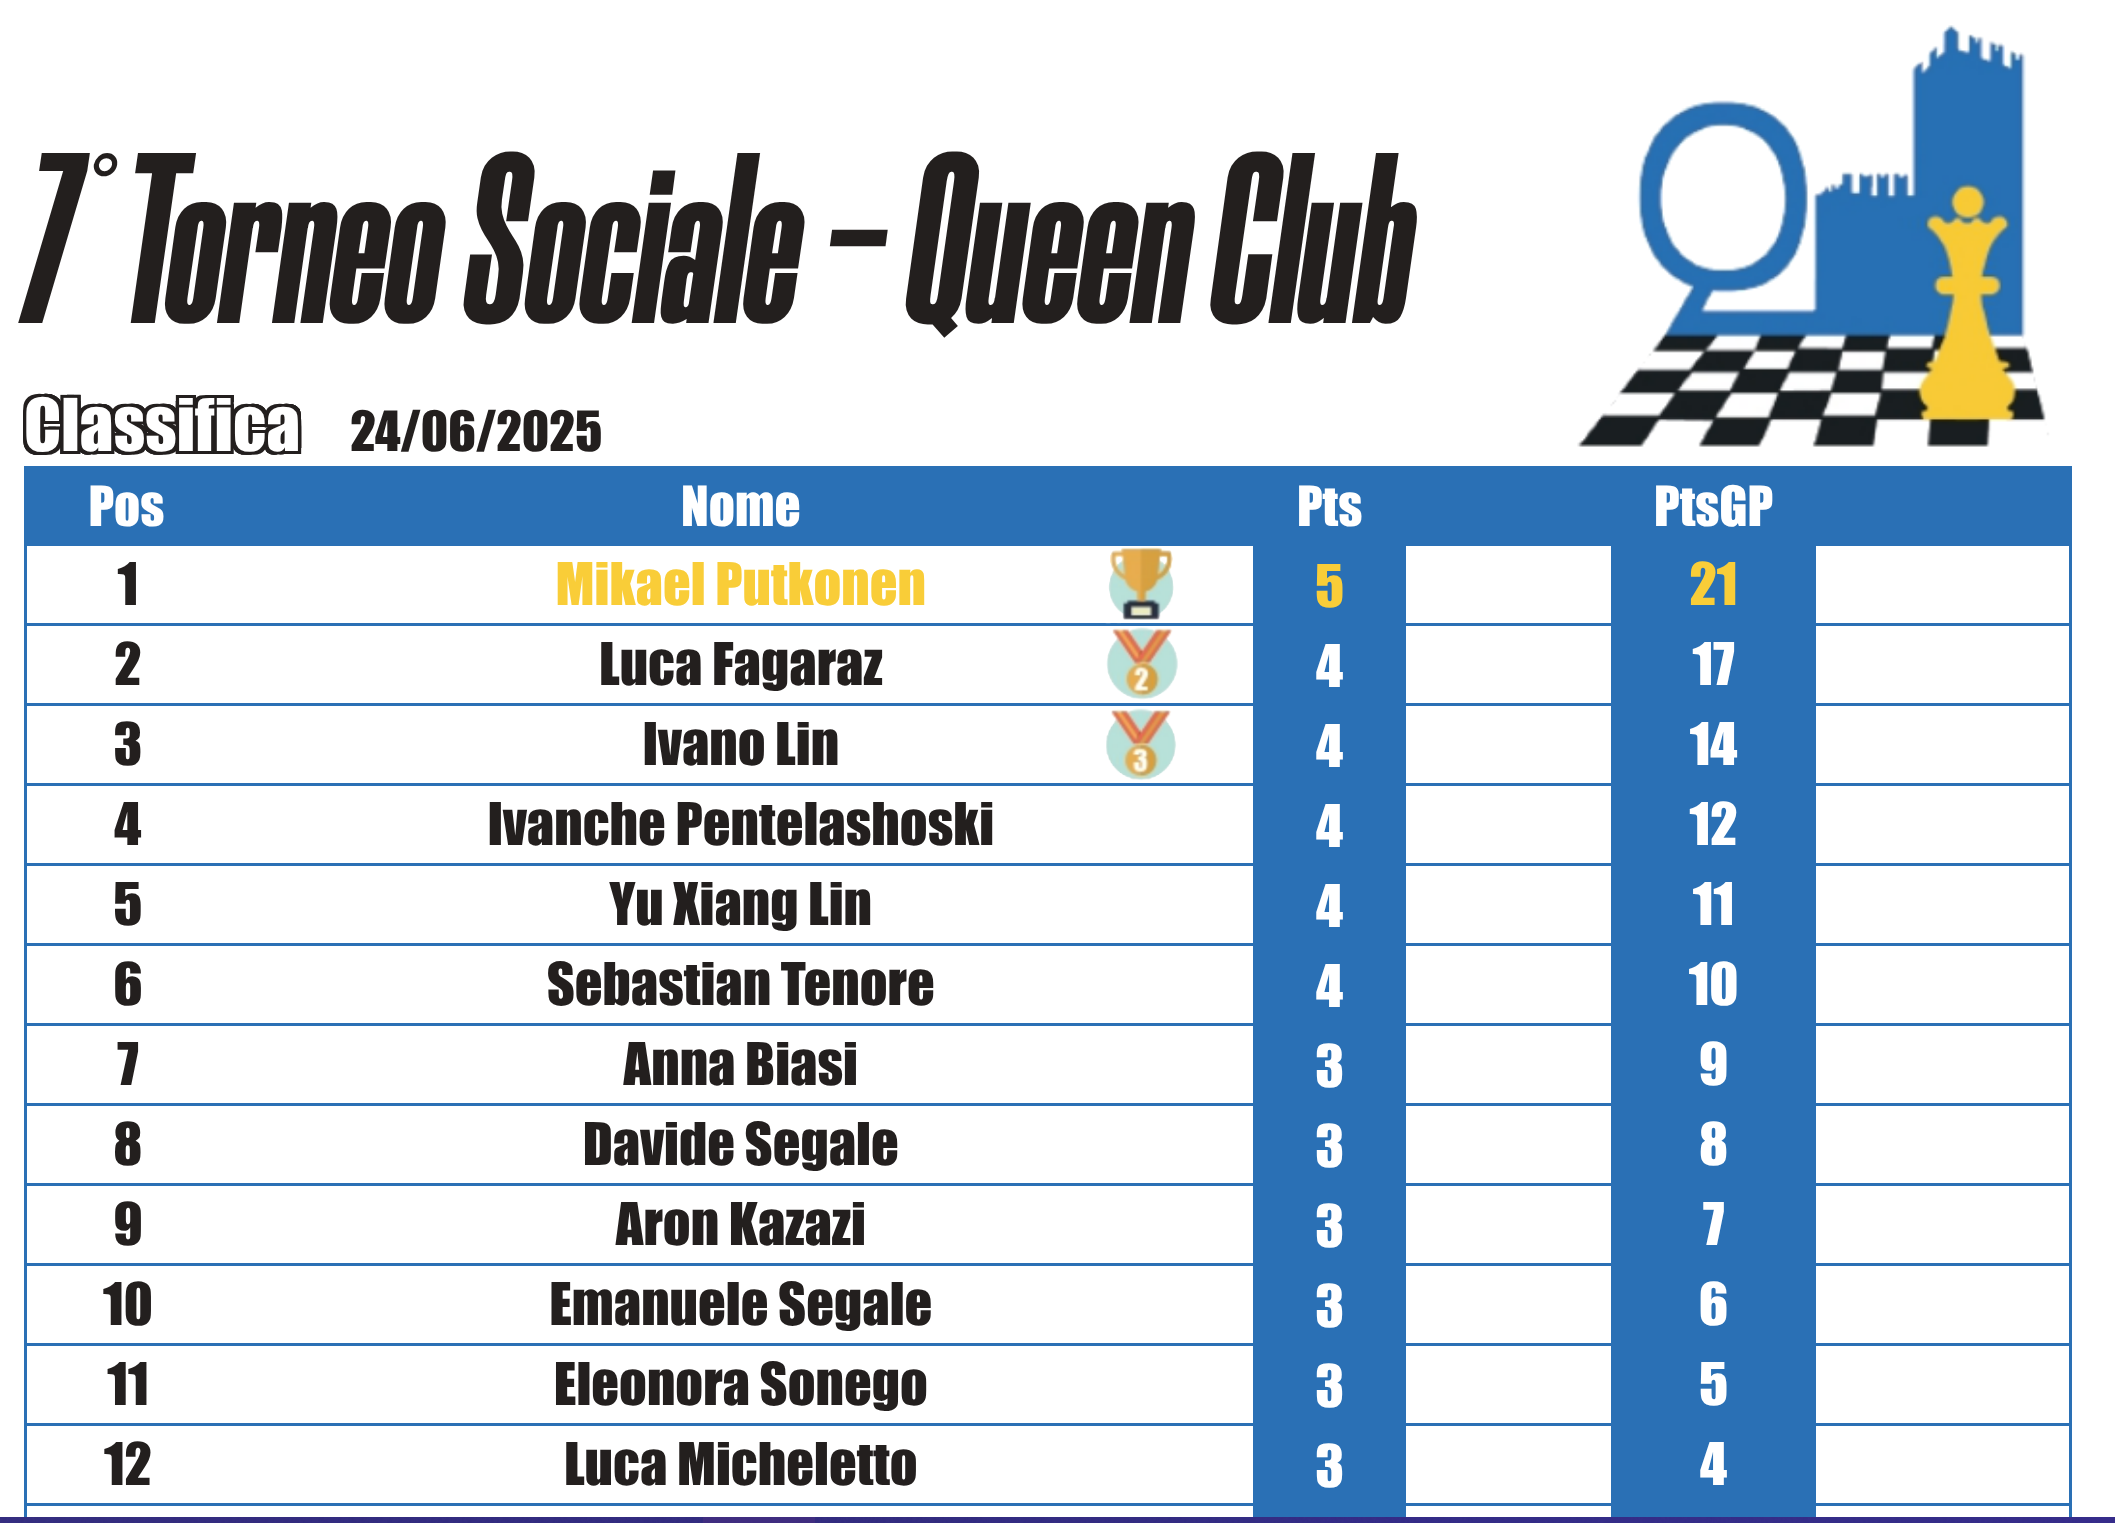 7° Torneo Sociale – Queen Club
Q
Classifica 24/06/2025
Pos Nome Pts PtsGP
1 Mikael Putkonen 5 21
2 Luca Fagaraz 2 4 17
3 Ivano Lin 3 4 14
4 Ivanche Pentelashoski 4 12
5 Yu Xiang Lin 4 11
6 Sebastian Tenore 4 10
7 Anna Biasi 3 9
8 Davide Segale 3 8
9 Aron Kazazi 3 7
10 Emanuele Segale 3 6
11 Eleonora Sonego 3 5
12 Luca Micheletto 3 4